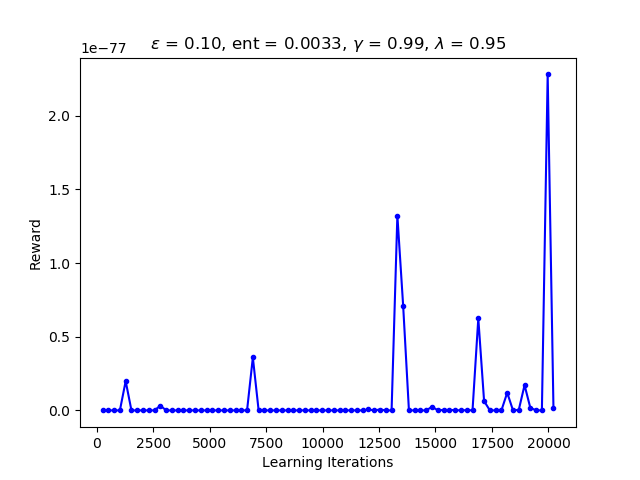 1e−77
ε = 0.10, ent = 0.0033, γ = 0.99, λ = 0.95
2.0
1.5
1.0
0.5
0.0
Reward
0 2500 5000 7500 10000 12500 15000 17500 20000
Learning Iterations